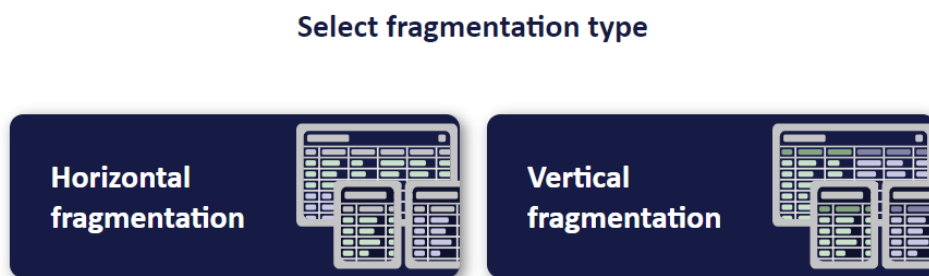 Select fragmentation type
Horizontal
fragmentation
Vertical
fragmentation